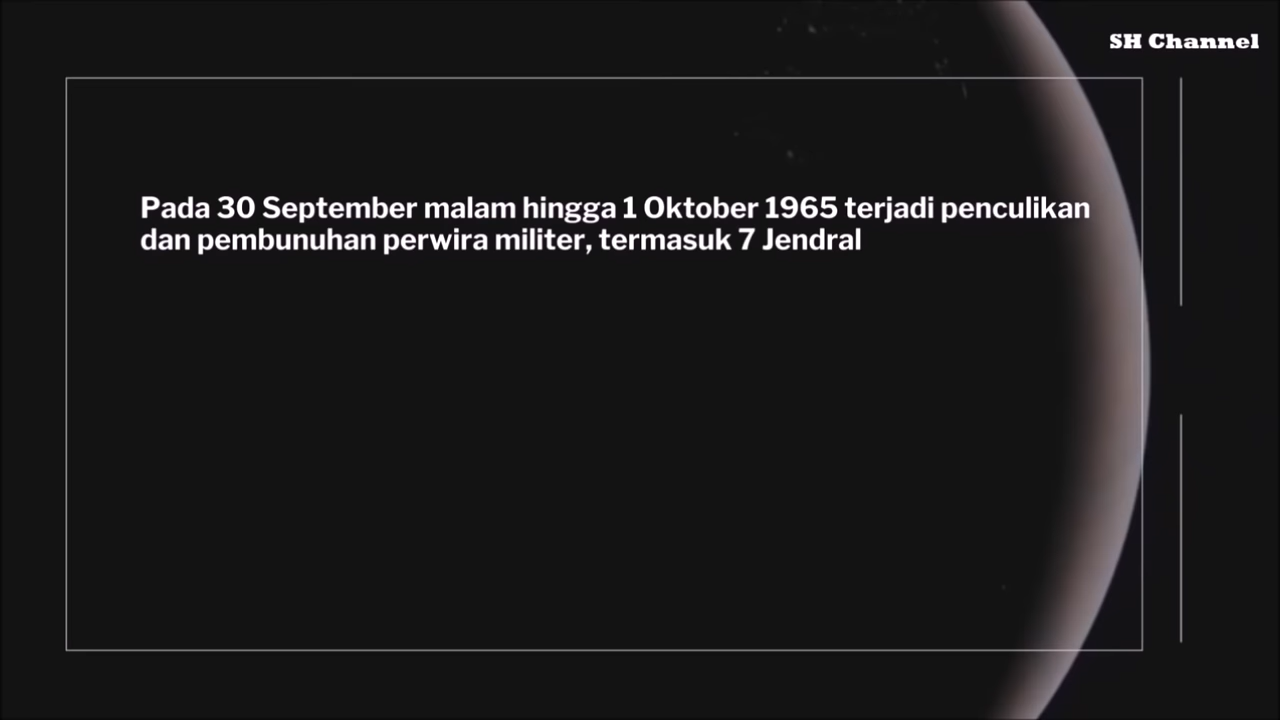 SH Channel
Pada 30 September malam hingga 1 Oktober 1965 terjadi penculikan
dan pembunuhan perwira militer, termasuk 7 Jendral